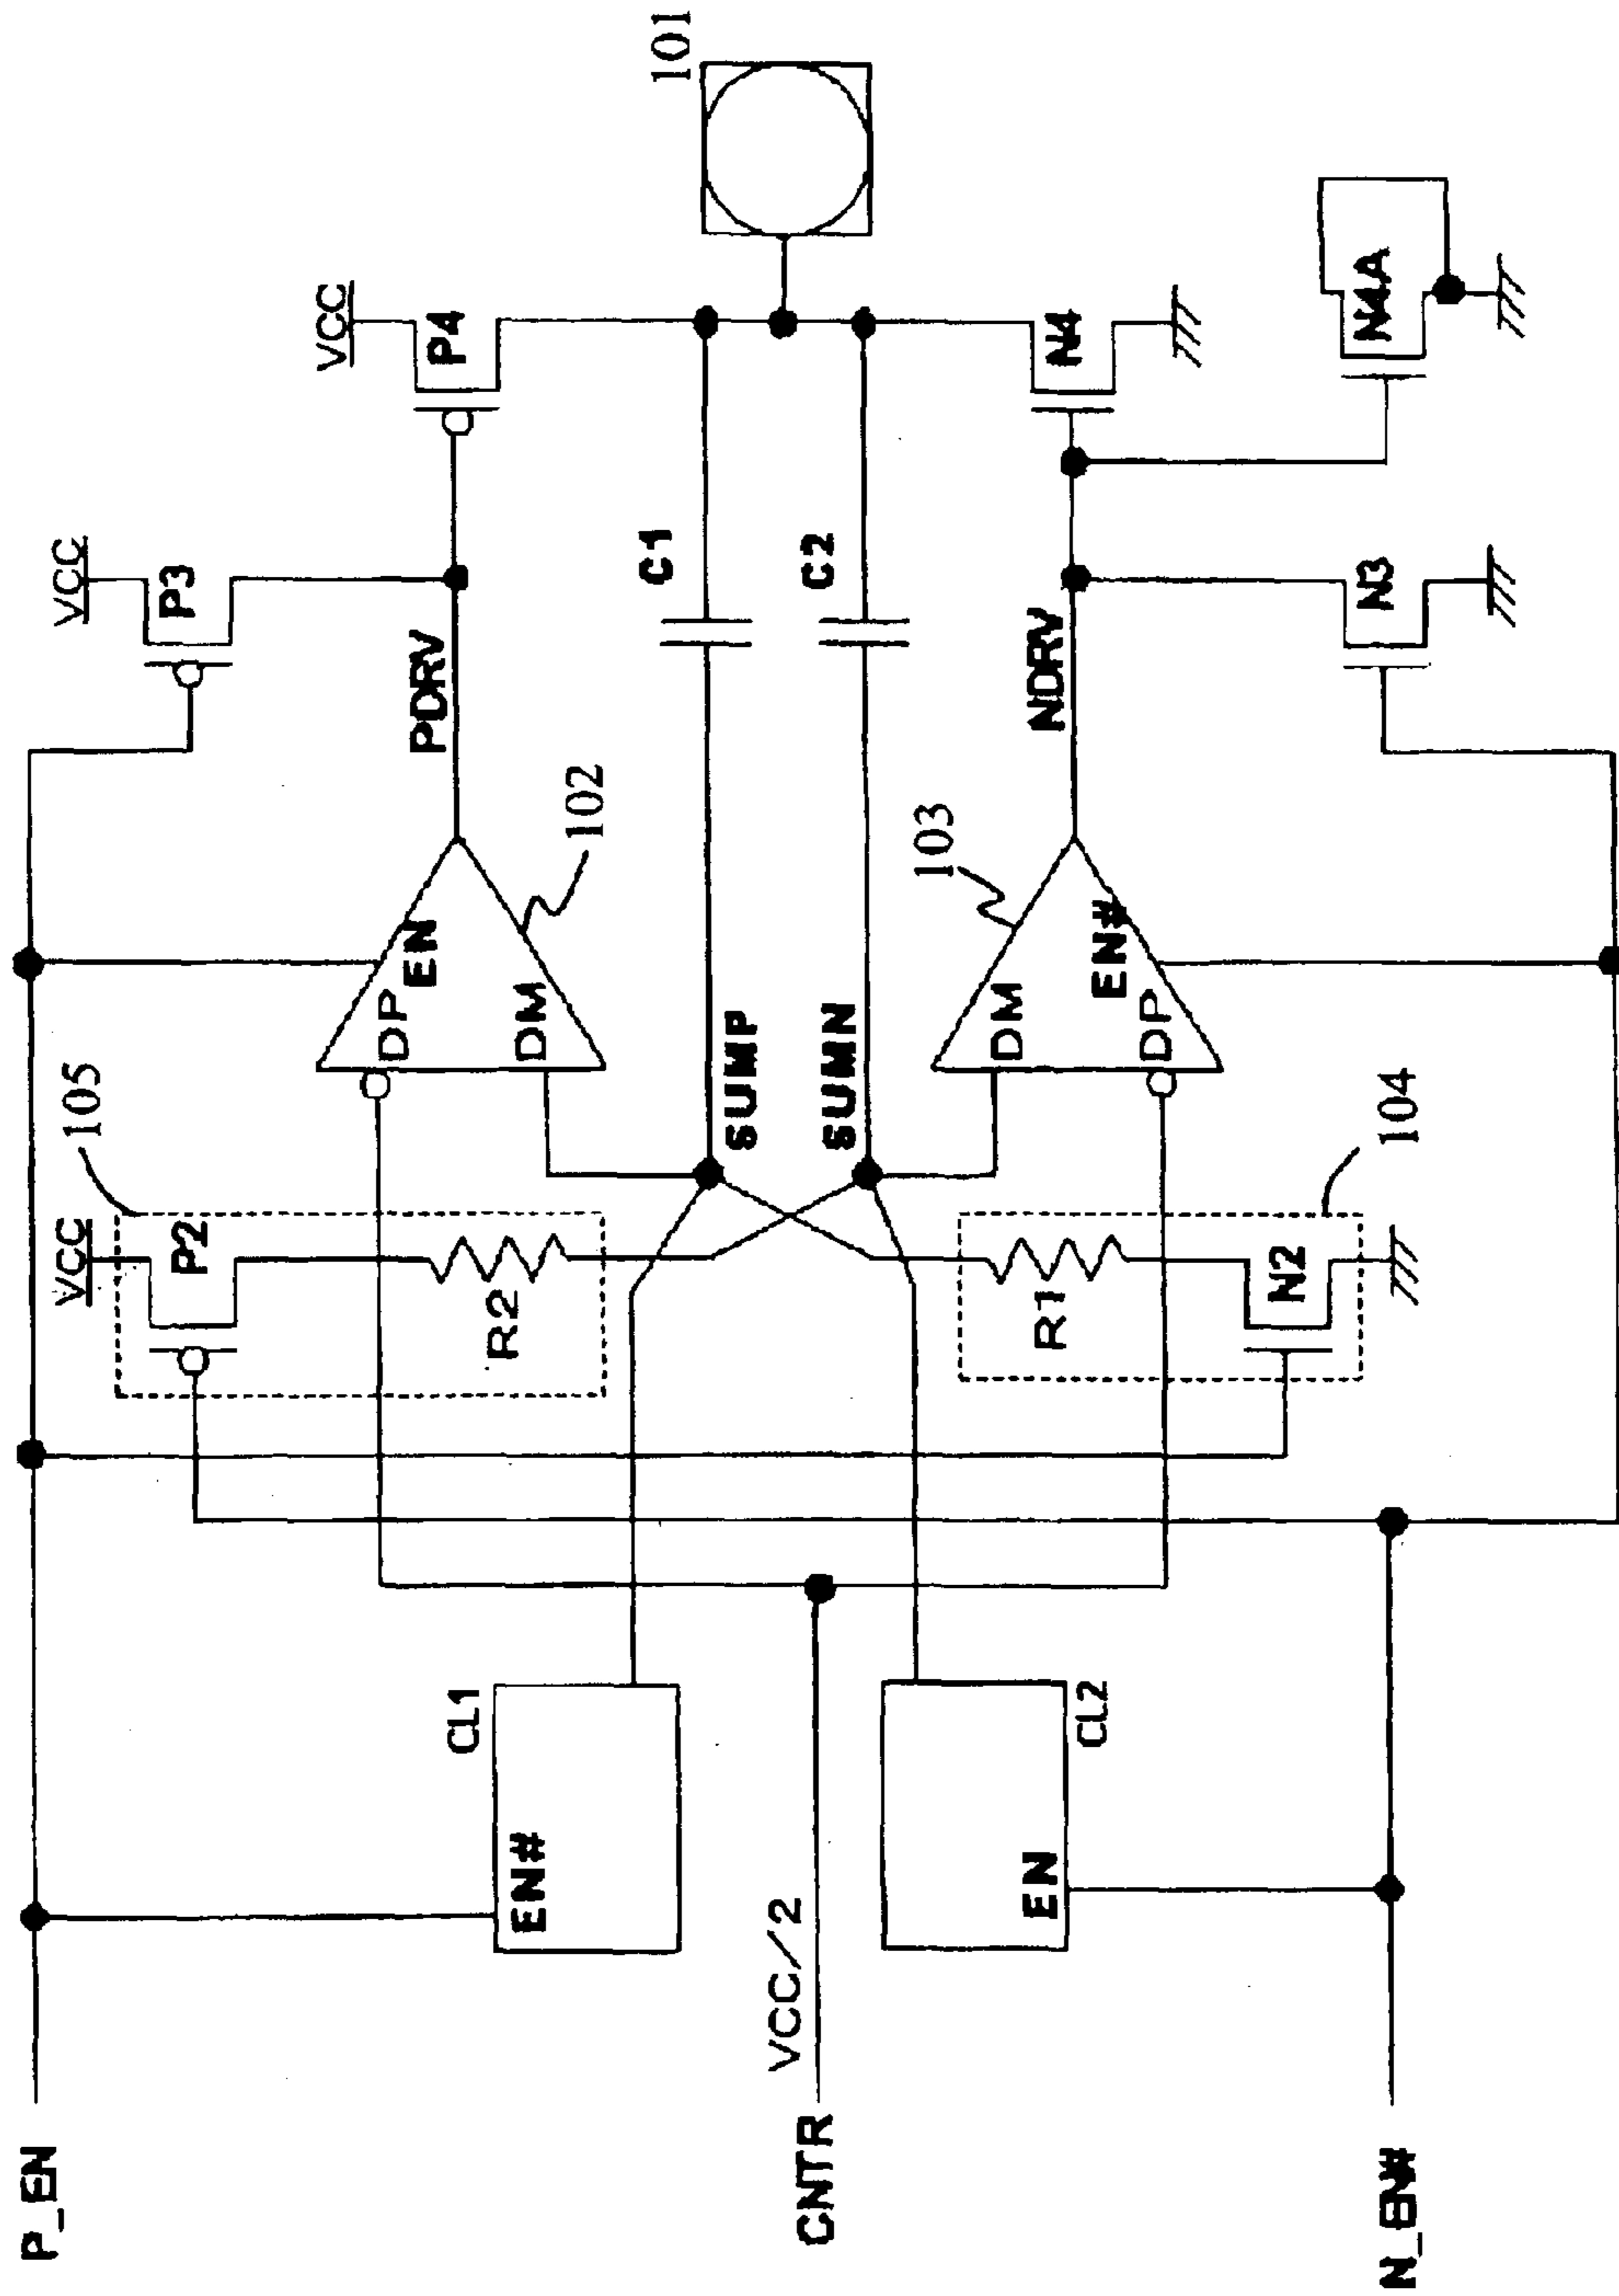 P_EN
CNTR
VCC/2
N_EN#
CL1
EN#
CL2
EN
105
VCC
P2
R2
R1
N2
104
DP
EN
DM
102
SUMP
SUMN
103
DM
EN#
DP
VCC
P3
PDRV
C1
C2
NDRV
N3
VCC
P4
N4
N4A
101